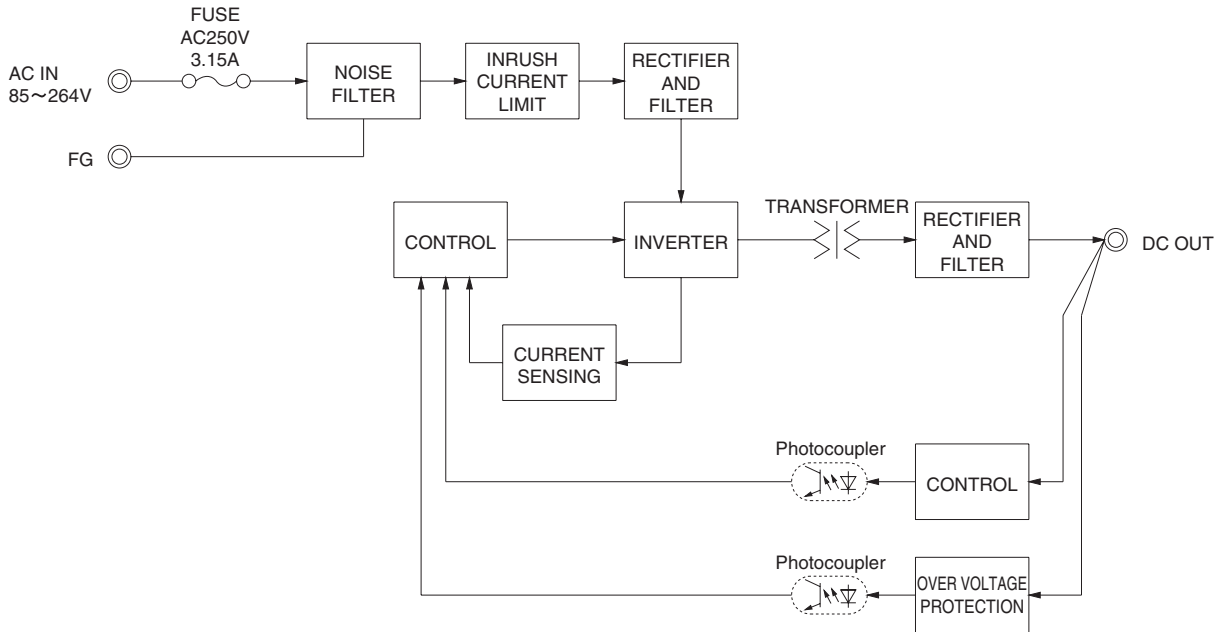 FUSE
AC250V
3.15A
AC IN
85～264V
NOISE
FILTER
INRUSH
CURRENT
LIMIT
RECTIFIER
AND
FILTER
FG
CONTROL
INVERTER
TRANSFORMER
RECTIFIER
AND
FILTER
DC OUT
CURRENT
SENSING
Photocoupler
CONTROL
Photocoupler
OVER VOLTAGE
PROTECTION